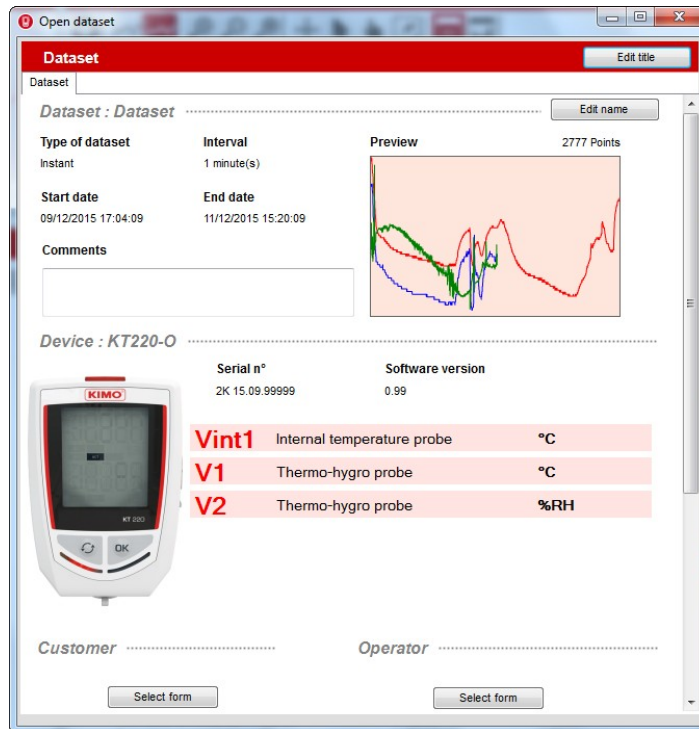 Open dataset
Dataset
Edit title
Dataset
Dataset : Dataset
Edit name
Type of dataset
Interval
Preview
2777 Points
Instant
1 minute(s)
Start date
End date
09/12/2015 17:04:09
11/12/2015 15:20:09
Comments
Device : KT220-O
Serial n°
Software version
2K 15.09.99999
0.99
KIMO
KT 220
OK
Vint1 Internal temperature probe °C
V1 Thermo-hygro probe °C
V2 Thermo-hygro probe %RH
Customer
Operator
Select form
Select form